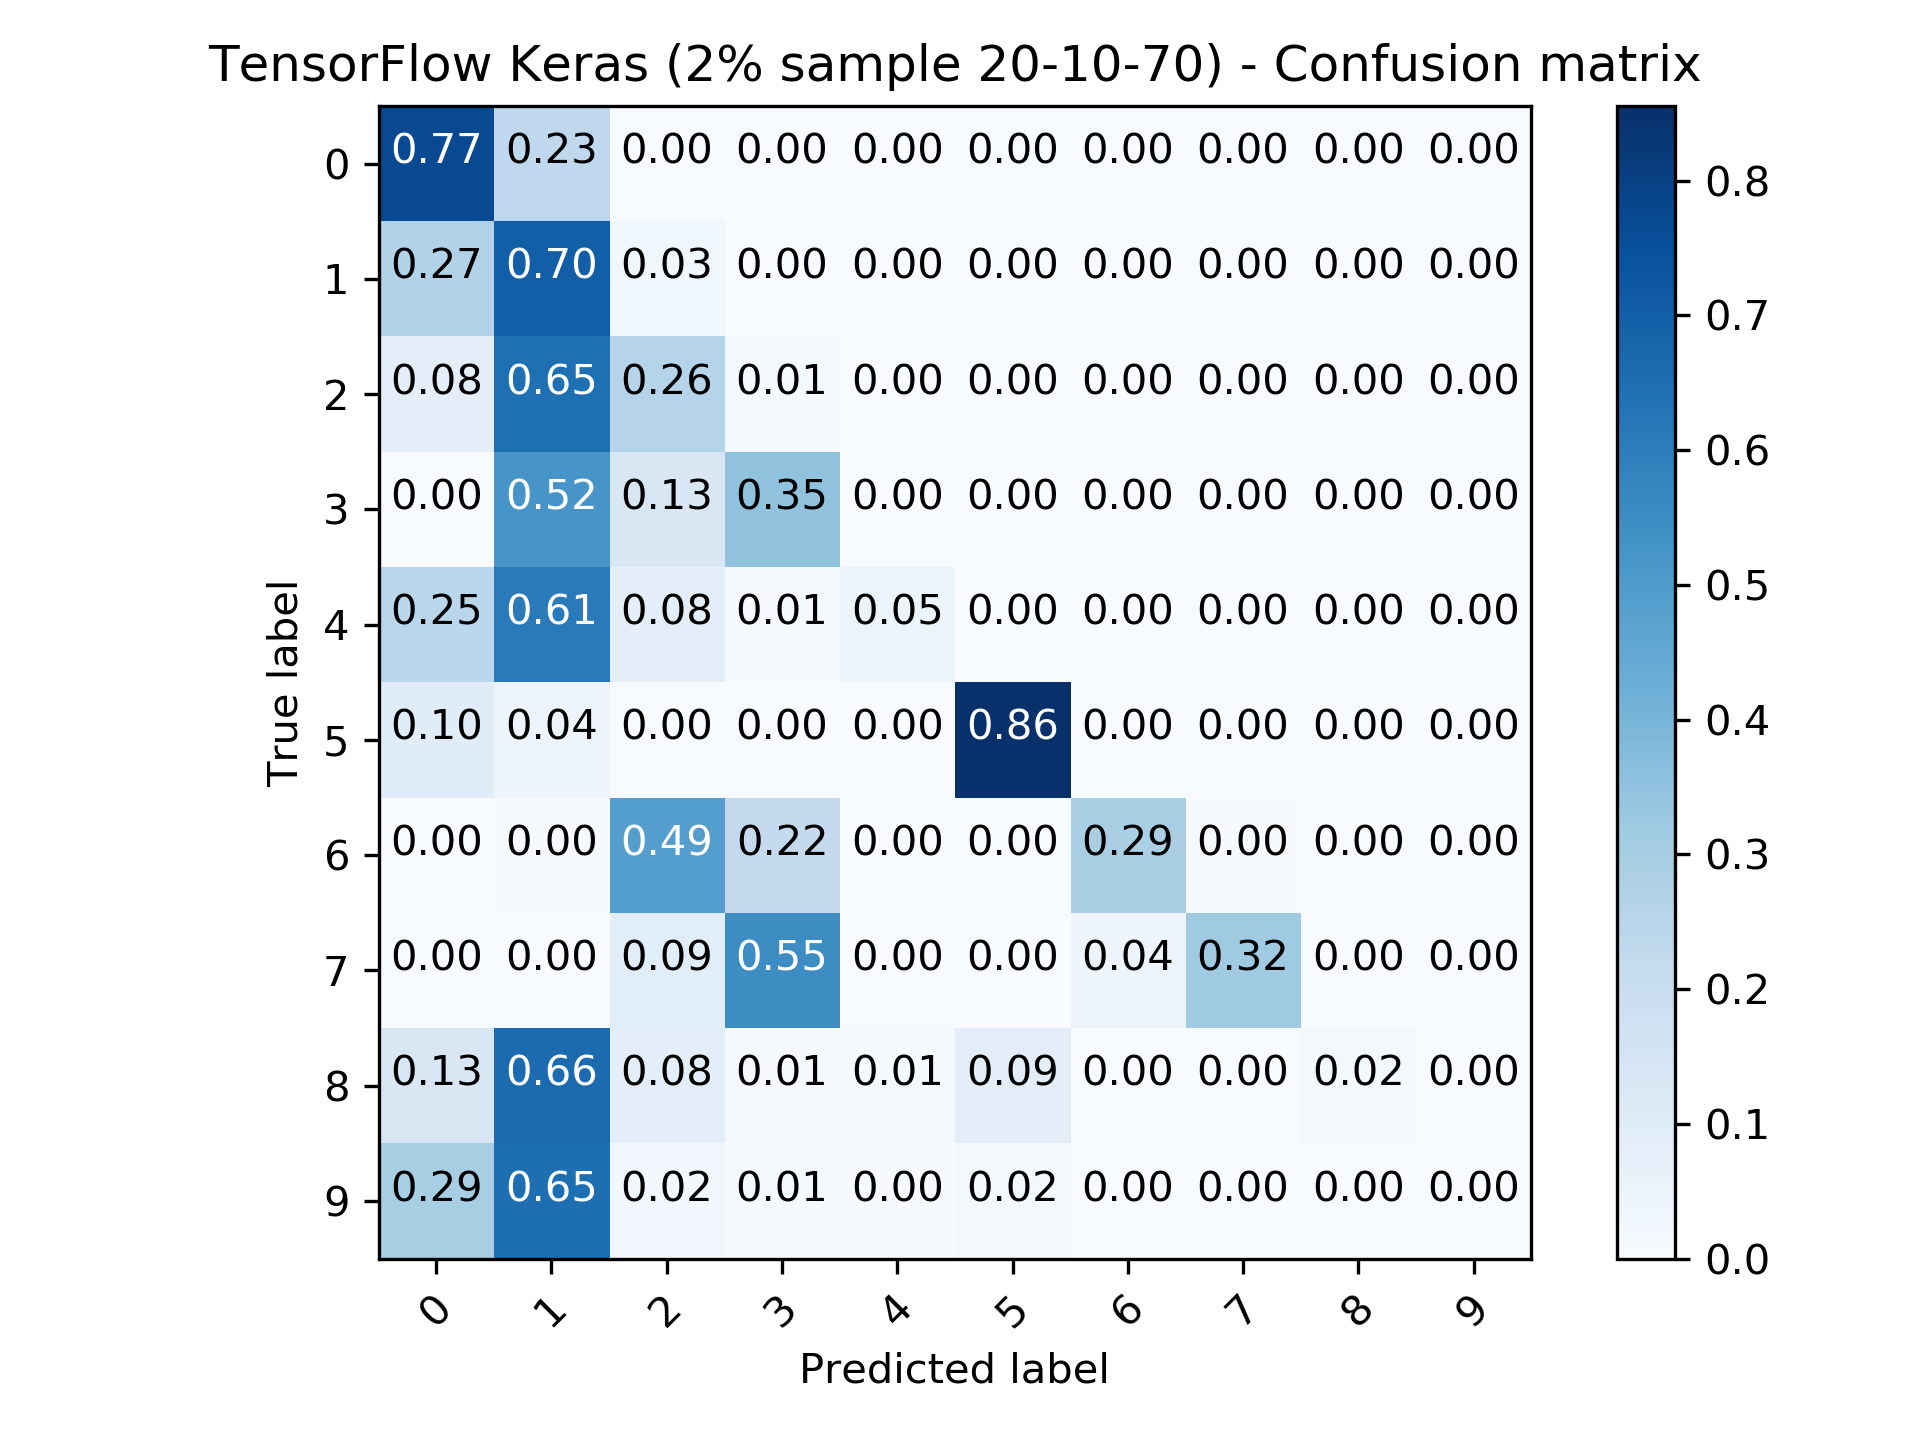 TensorFlow Keras (2% sample 20-10-70) - Confusion matrix
0 0.77 0.23 0.00 0.00 0.00 0.00 0.00 0.00 0.00 0.00
1 0.27 0.70 0.03 0.00 0.00 0.00 0.00 0.00 0.00 0.00
2 0.08 0.65 0.26 0.01 0.00 0.00 0.00 0.00 0.00 0.00
3 0.00 0.52 0.13 0.35 0.00 0.00 0.00 0.00 0.00 0.00
4 0.25 0.61 0.08 0.01 0.05 0.00 0.00 0.00 0.00 0.00
5 0.10 0.04 0.00 0.00 0.00 0.86 0.00 0.00 0.00 0.00
6 0.00 0.00 0.49 0.22 0.00 0.00 0.29 0.00 0.00 0.00
7 0.00 0.00 0.09 0.55 0.00 0.00 0.04 0.32 0.00 0.00
8 0.13 0.66 0.08 0.01 0.01 0.09 0.00 0.00 0.02 0.00
9 0.29 0.65 0.02 0.01 0.00 0.02 0.00 0.00 0.00 0.00
0 1 2 3 4 5 6 7 8 9
True label
Predicted label
0.8
0.7
0.6
0.5
0.4
0.3
0.2
0.1
0.0